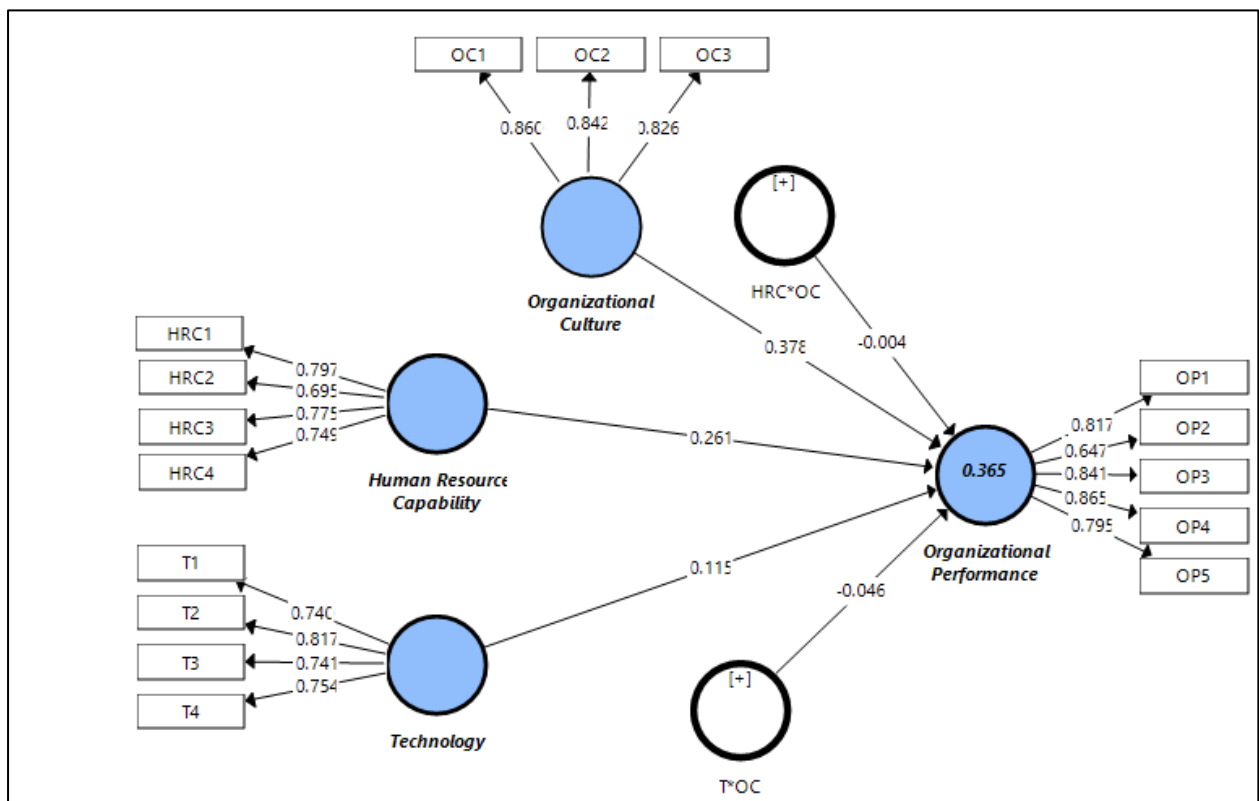 OC1
OC2
OC3
0.860
0.842
0.826
[+]
HRC*OC
Organizational
Culture
0.378
-0.004
HRC1
HRC2
HRC3
HRC4
0.797
0.695
0.775
0.749
Human Resource
Capability
0.261
OP1
OP2
OP3
OP4
OP5
0.817
0.647
0.841
0.865
0.795
0.365
Organizational
Performance
T1
T2
T3
T4
0.740
0.817
0.741
0.754
Technology
0.115
-0.046
[+]
T*OC